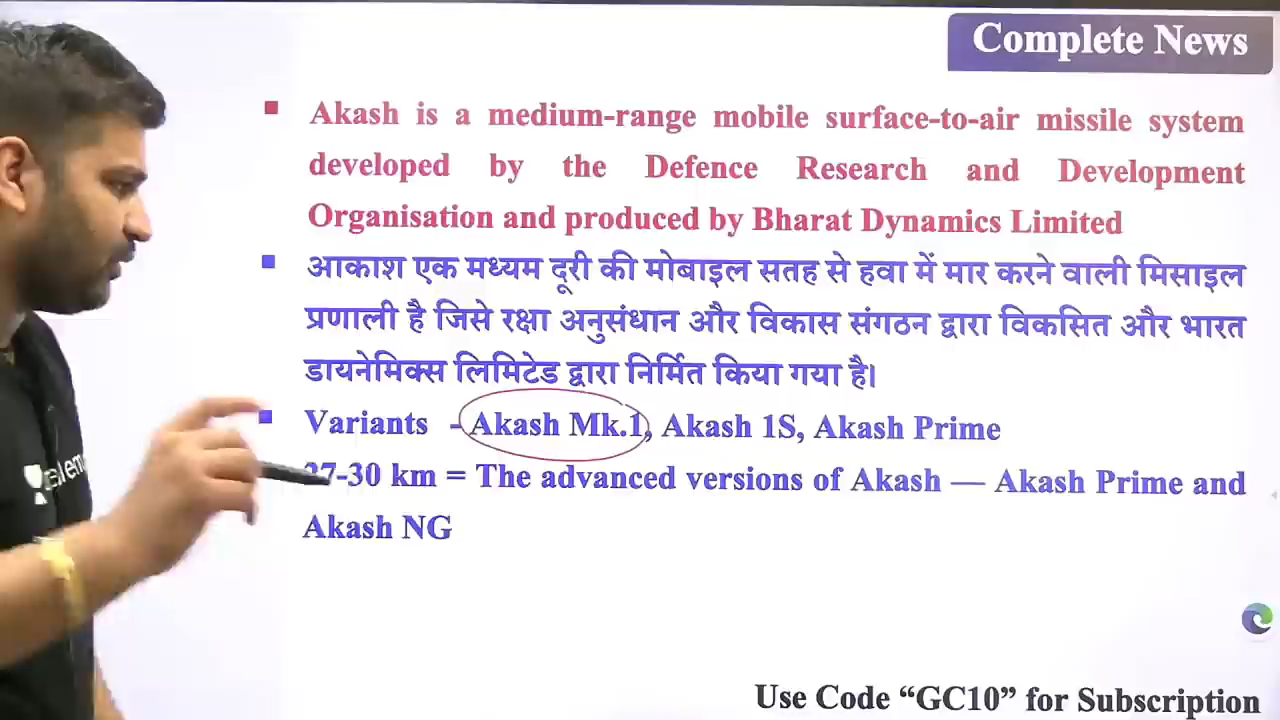 Complete News
Akash is a medium-range mobile surface-to-air missile system
developed by the Defence Research and Development
Organisation and produced by Bharat Dynamics Limited
आकाश एक मध्यम दूरी की मोबाइल सतह से हवा में मार करने वाली मिसाइल
प्रणाली है जिसे रक्षा अनुसंधान और विकास संगठन द्वारा विकसित और भारत
डायनेमिक्स लिमिटेड द्वारा निर्मित किया गया है।
Variants - Akash Mk.1, Akash 1S, Akash Prime
27-30 km = The advanced versions of Akash — Akash Prime and
Akash NG
Use Code “GC10” for Subscription